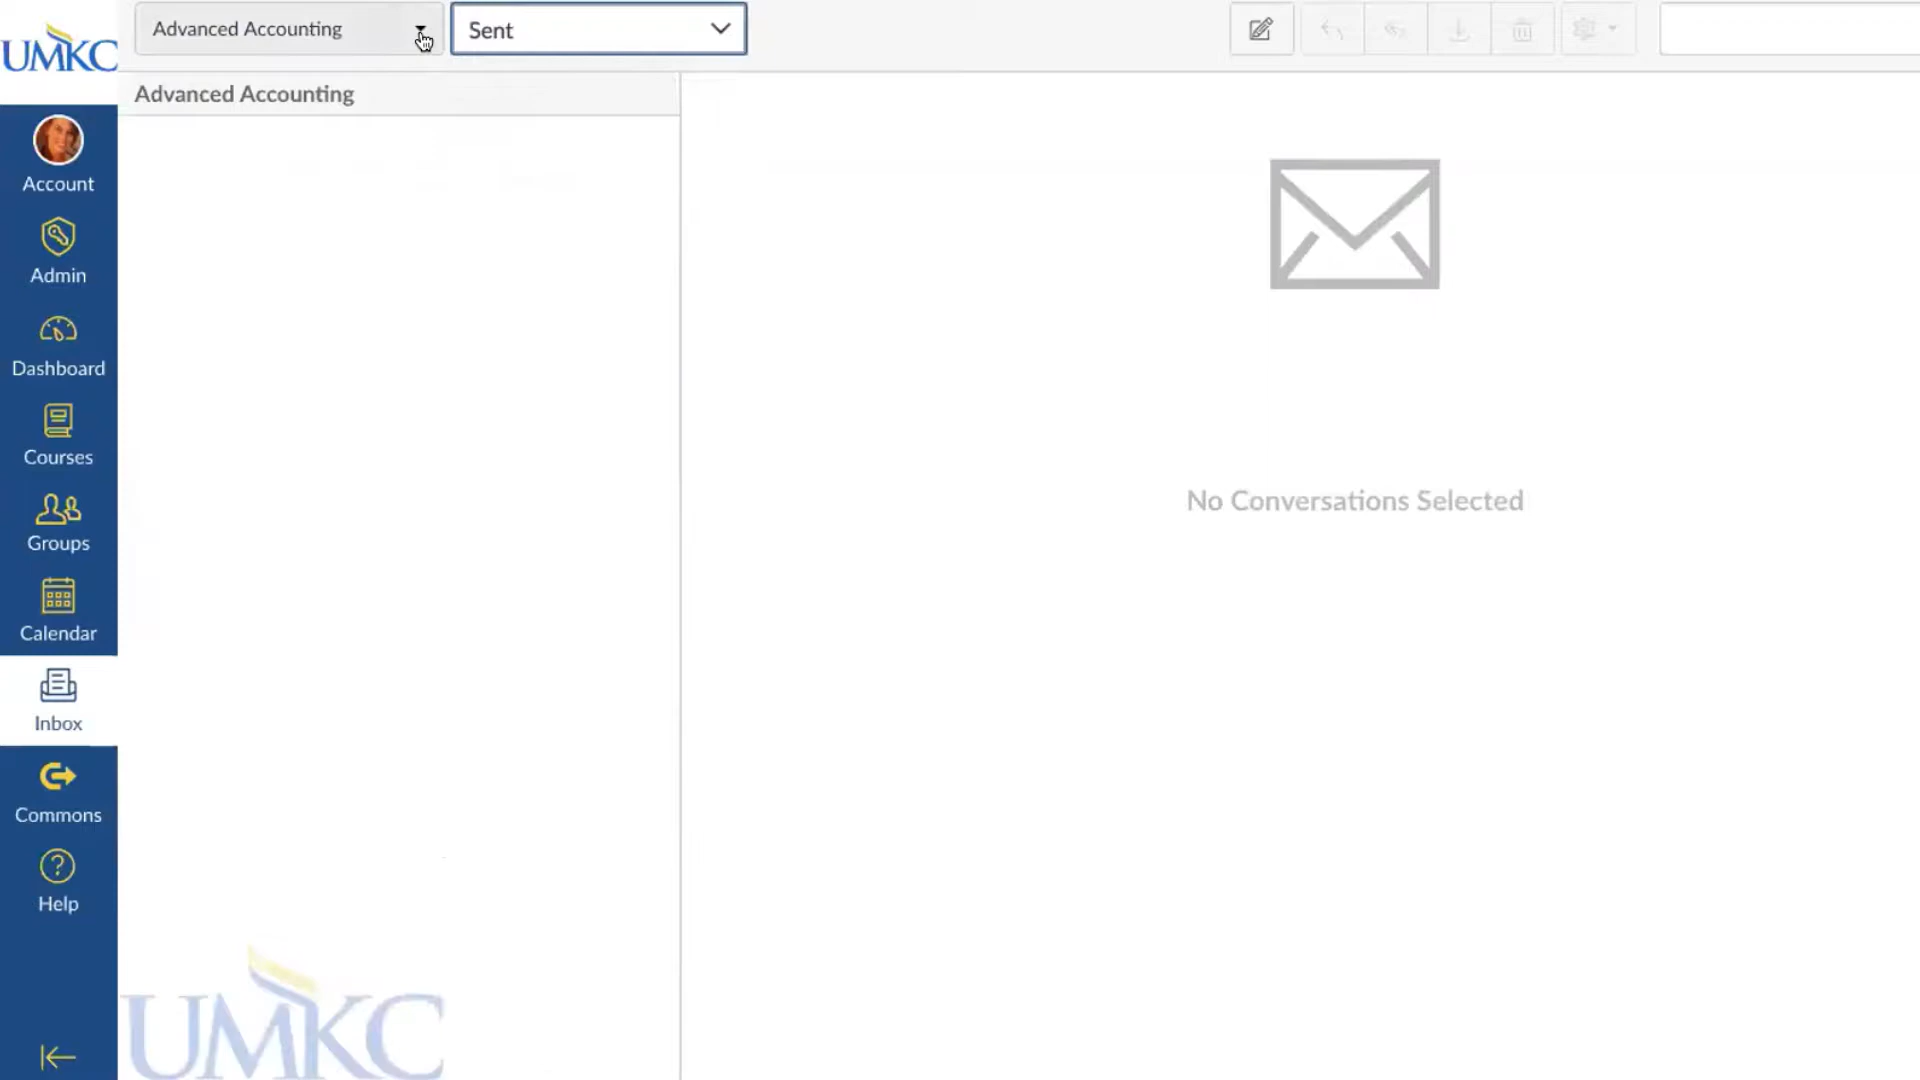 UMKC
Advanced Accounting
Sent
Advanced Accounting
Account
Admin
Dashboard
Courses
Groups
Calendar
Inbox
Commons
Help
No Conversations Selected
UMKC